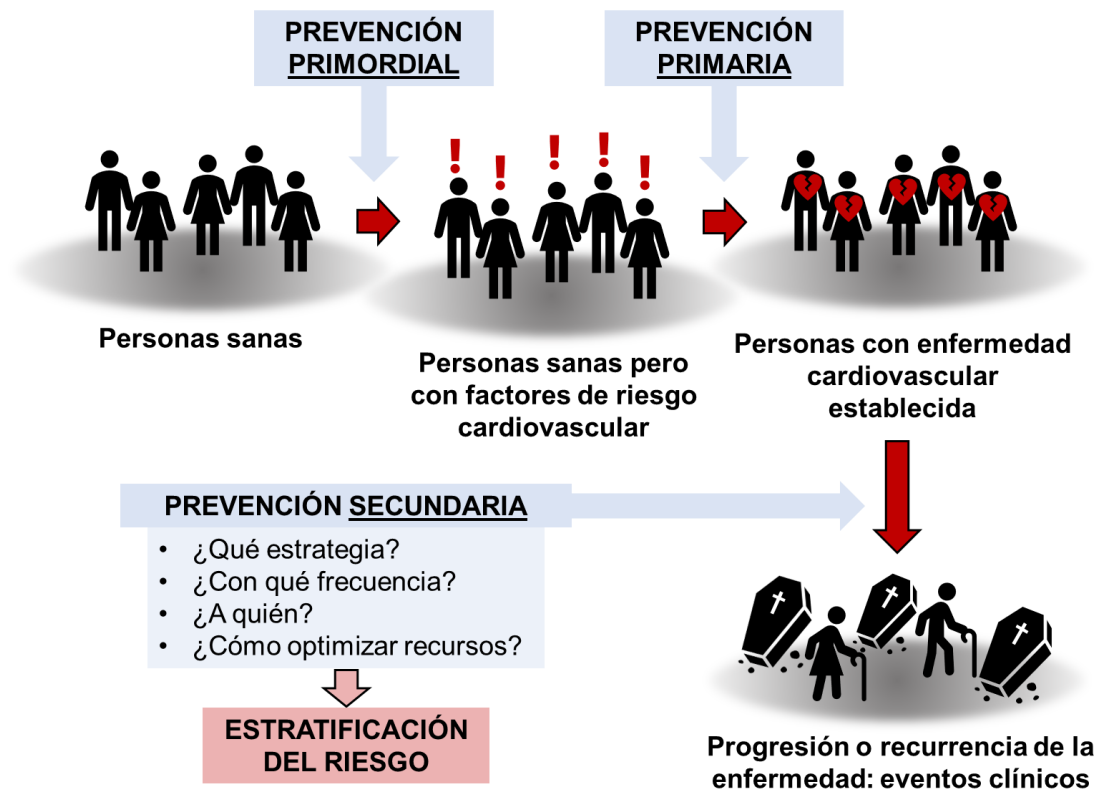 PREVENCIÓN
PRIMORDIAL
PREVENCIÓN
PRIMARIA
Personas sanas
Personas sanas pero
con factores de riesgo
cardiovascular
Personas con enfermedad
cardiovascular
establecida
PREVENCIÓN SECUNDARIA
• ¿Qué estrategia?
• ¿Con qué frecuencia?
• ¿A quién?
• ¿Cómo optimizar recursos?
ESTRATIFICACIÓN
DEL RIESGO
Progresión o recurrencia de la
enfermedad: eventos clínicos